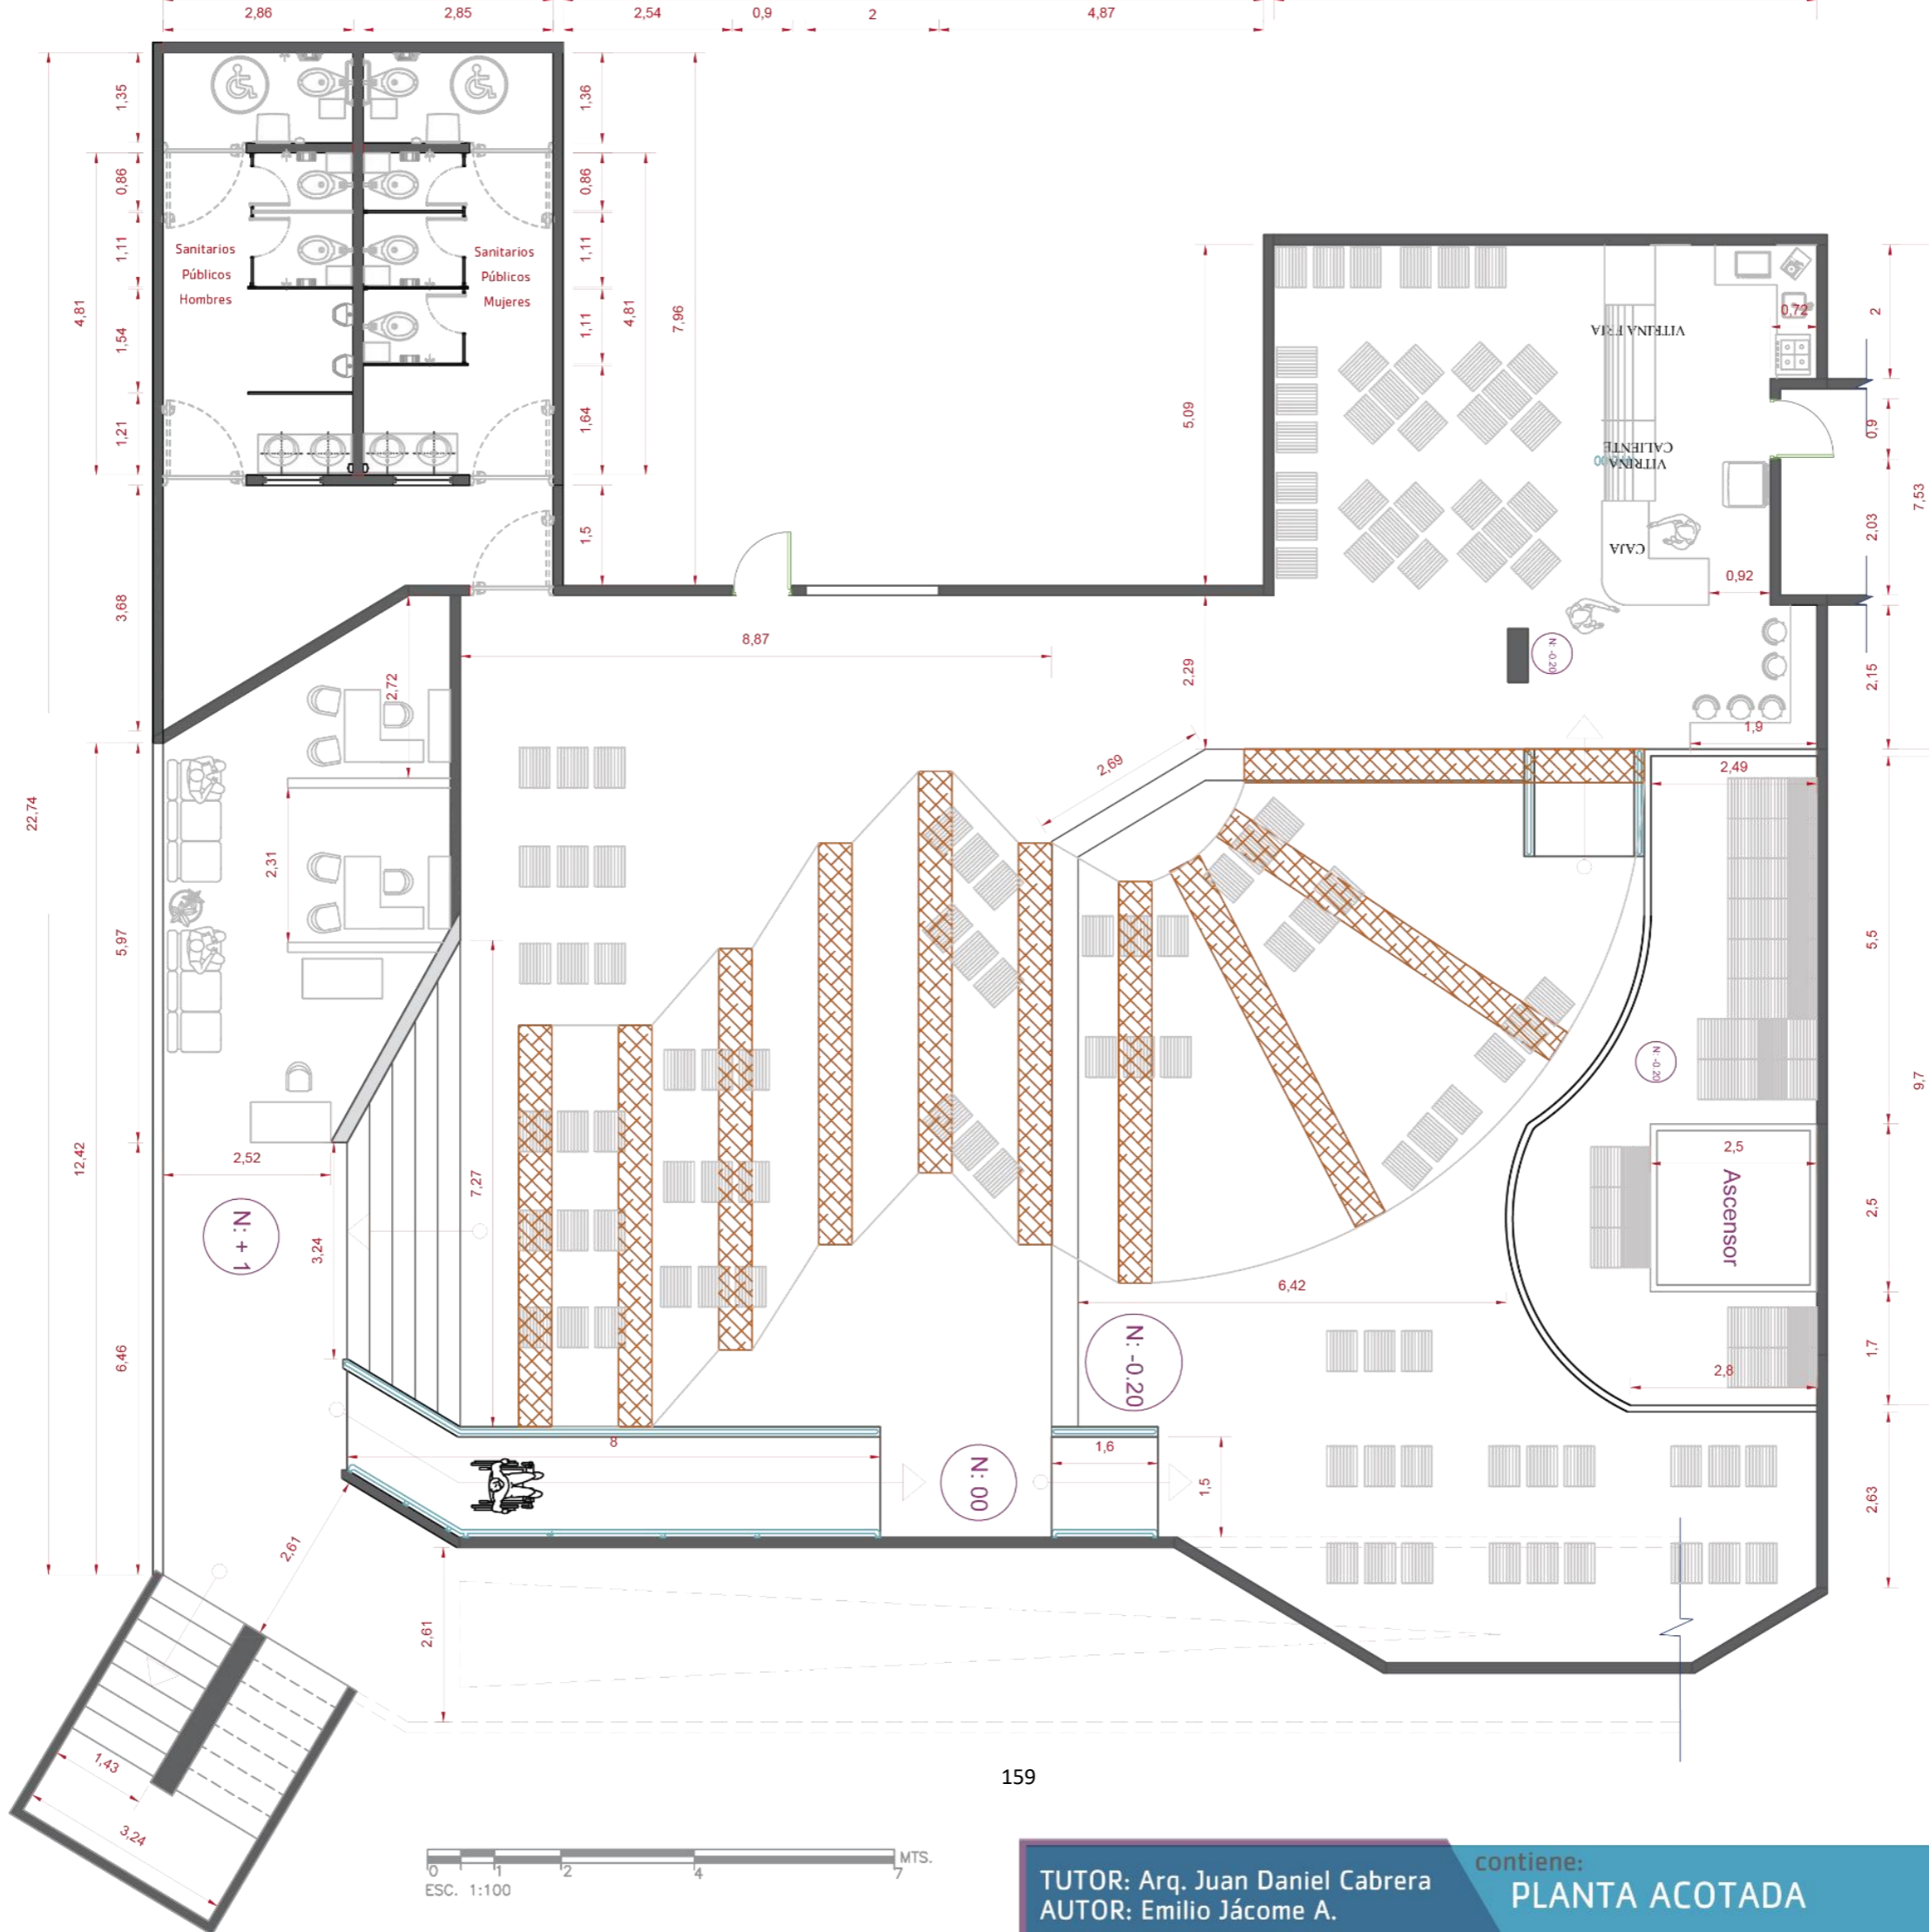 2,86
2,85
2,54
0,9
2
4,87
1,35
0,86
1,11
1,54
1,21
4,81
3,68
22,74
12,42
5,97
6,46
1,36
0,86
1,11
1,11
1,64
4,81
7,96
1,5
Sanitarios
Públicos
Hombres
Sanitarios
Públicos
Mujeres
5,09
2,29
VITRINA FRIA
VITRINA
CALIENTE
CAJA
0,72
0,92
2
0,9
2,03
7,53
2,15
N: -0.20
1,9
2,49
8,87
2,72
2,31
2,69
7,27
2,52
3,24
N: + 1
5,5
9,7
N: -0.20
2,5
Ascensor
2,5
1,7
2,8
2,63
6,42
N: -0.20
8
N: 00
1,6
1,5
2,61
2,61
1,43
3,24
159
0 1 2 4 7 MTS.
ESC. 1:100
TUTOR: Arq. Juan Daniel Cabrera
AUTOR: Emilio Jácome A.
contiene:
PLANTA ACOTADA